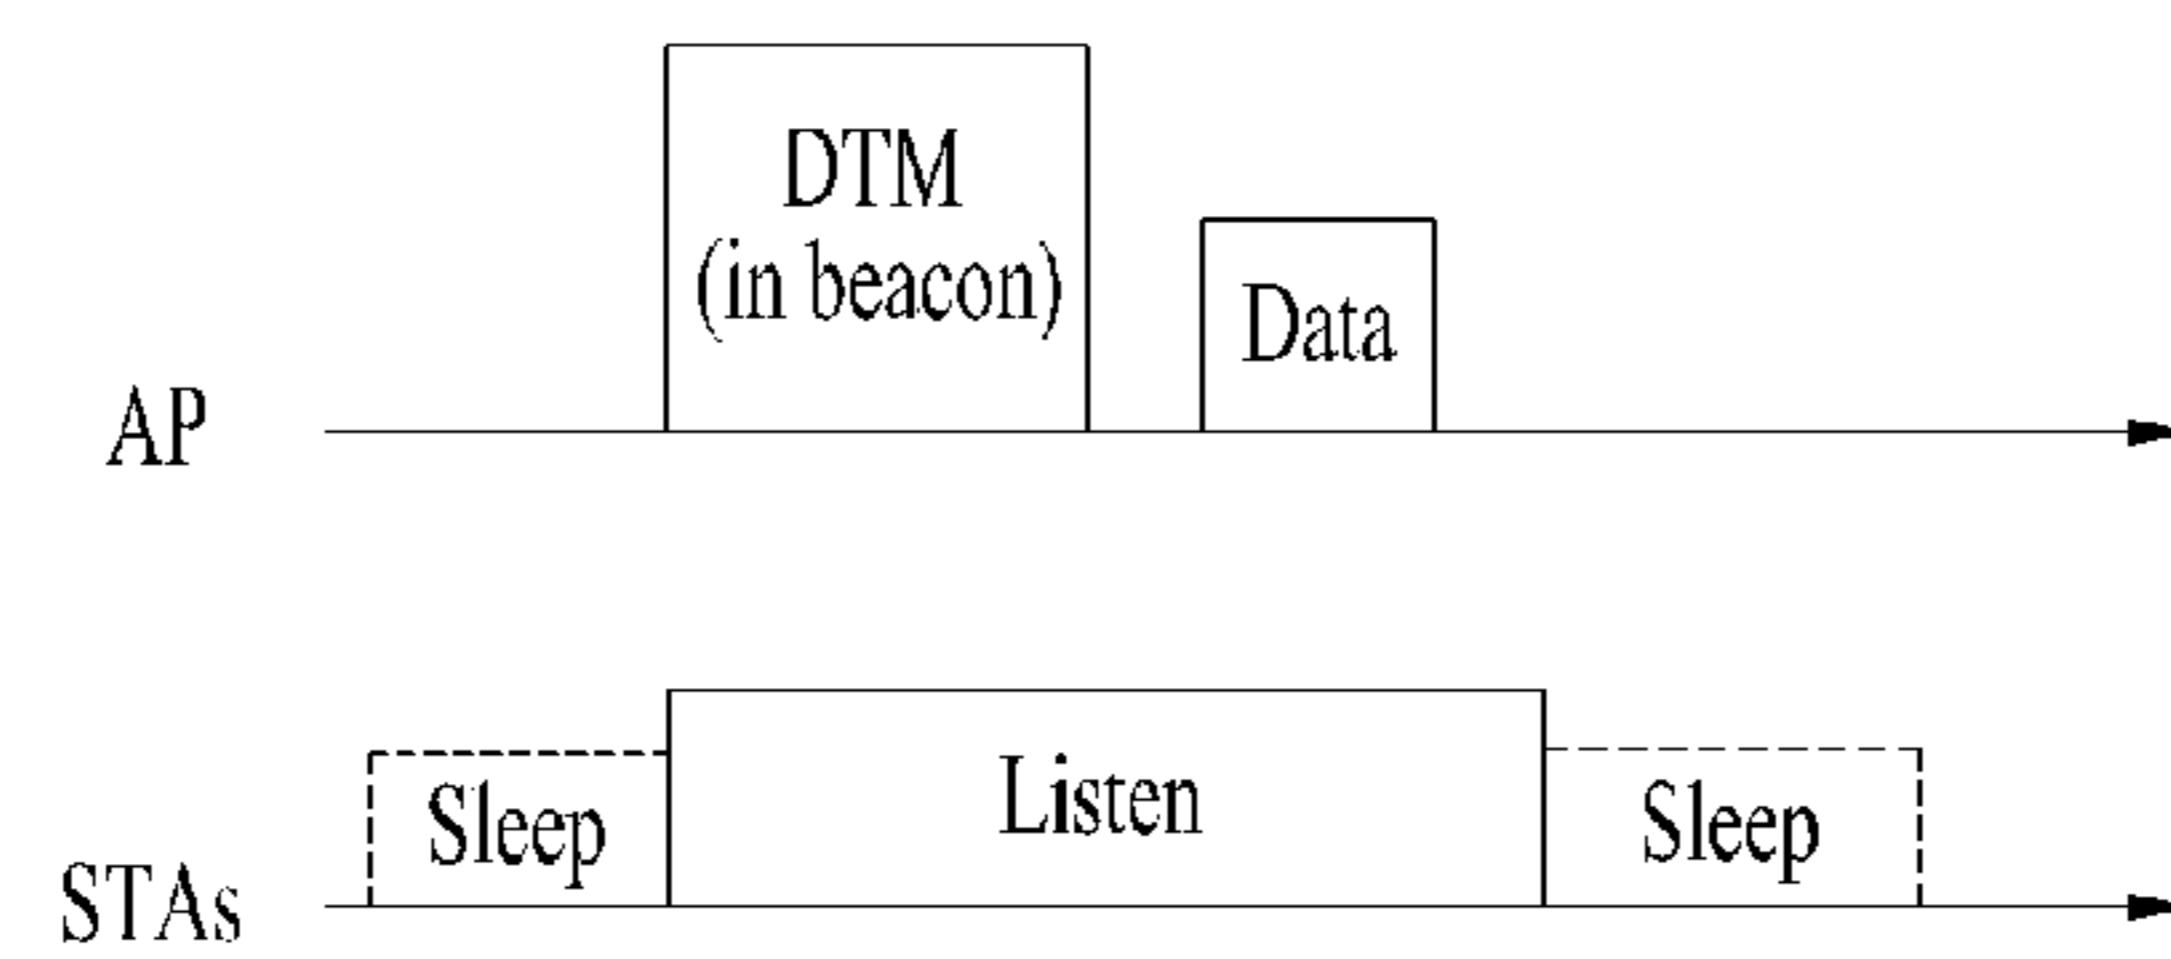 DTM
(in beacon)
Data
AP
Sleep
Listen
Sleep
STAs